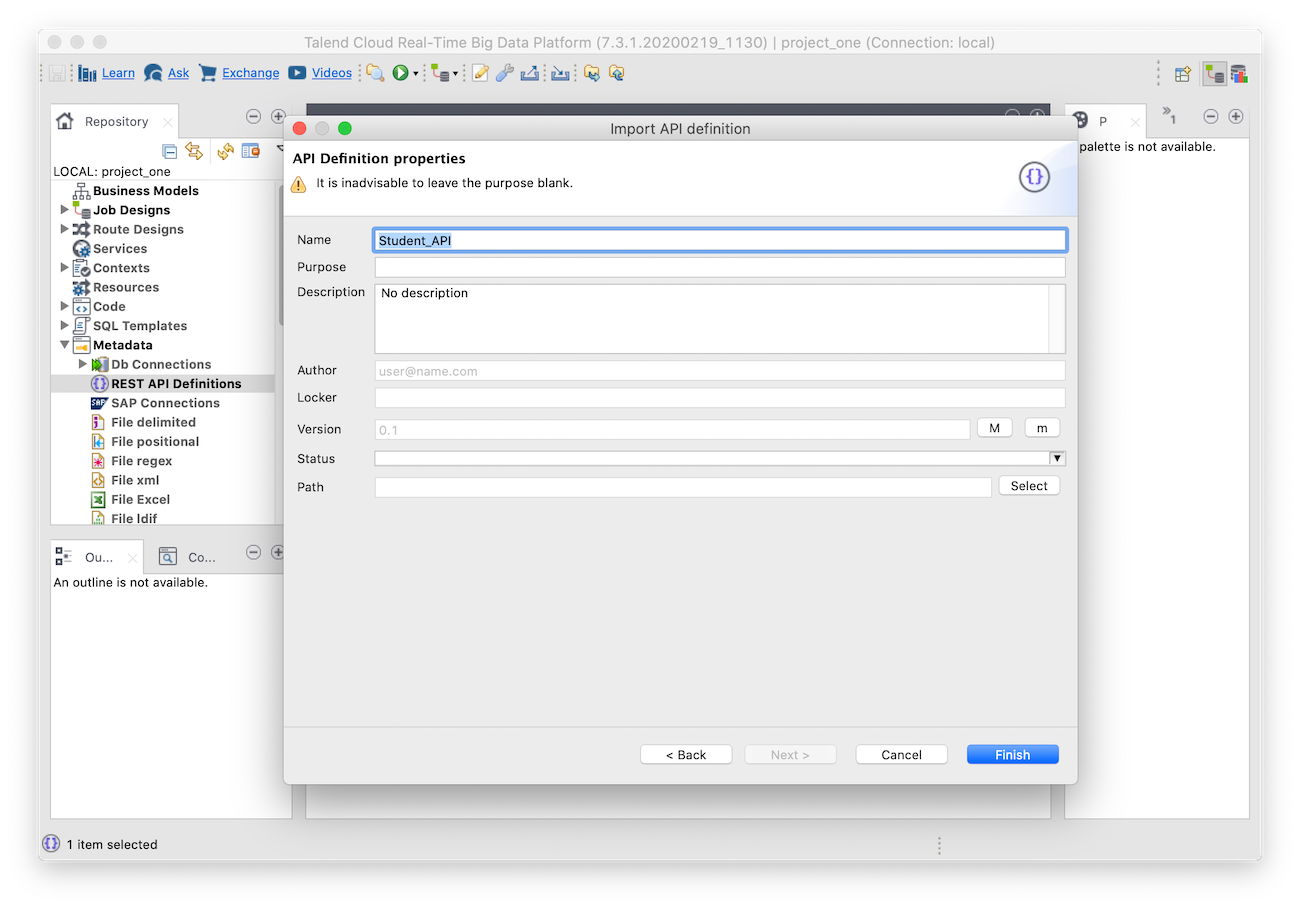 Talend Cloud Real-Time Big Data Platform (7.3.1.20200219_1130) | project_one (Connection: local)
Learn Ask Exchange Videos
Repository
LOCAL: project_one
Business Models
Job Designs
Route Designs
Services
Contexts
Resources
Code
SQL Templates
Metadata
Db Connections
REST API Definitions
SAP Connections
File delimited
File positional
File regex
File xml
File Excel
File ldif
Ou...
Co...
An outline is not available.
Import API definition
API Definition properties
It is inadvisable to leave the purpose blank.
Name Student_API
Purpose
Description No description
Author user@name.com
Locker
Version 0.1 M m
Status
Path Select
< Back Next > Cancel Finish
P »1
palette is not available.
1 item selected